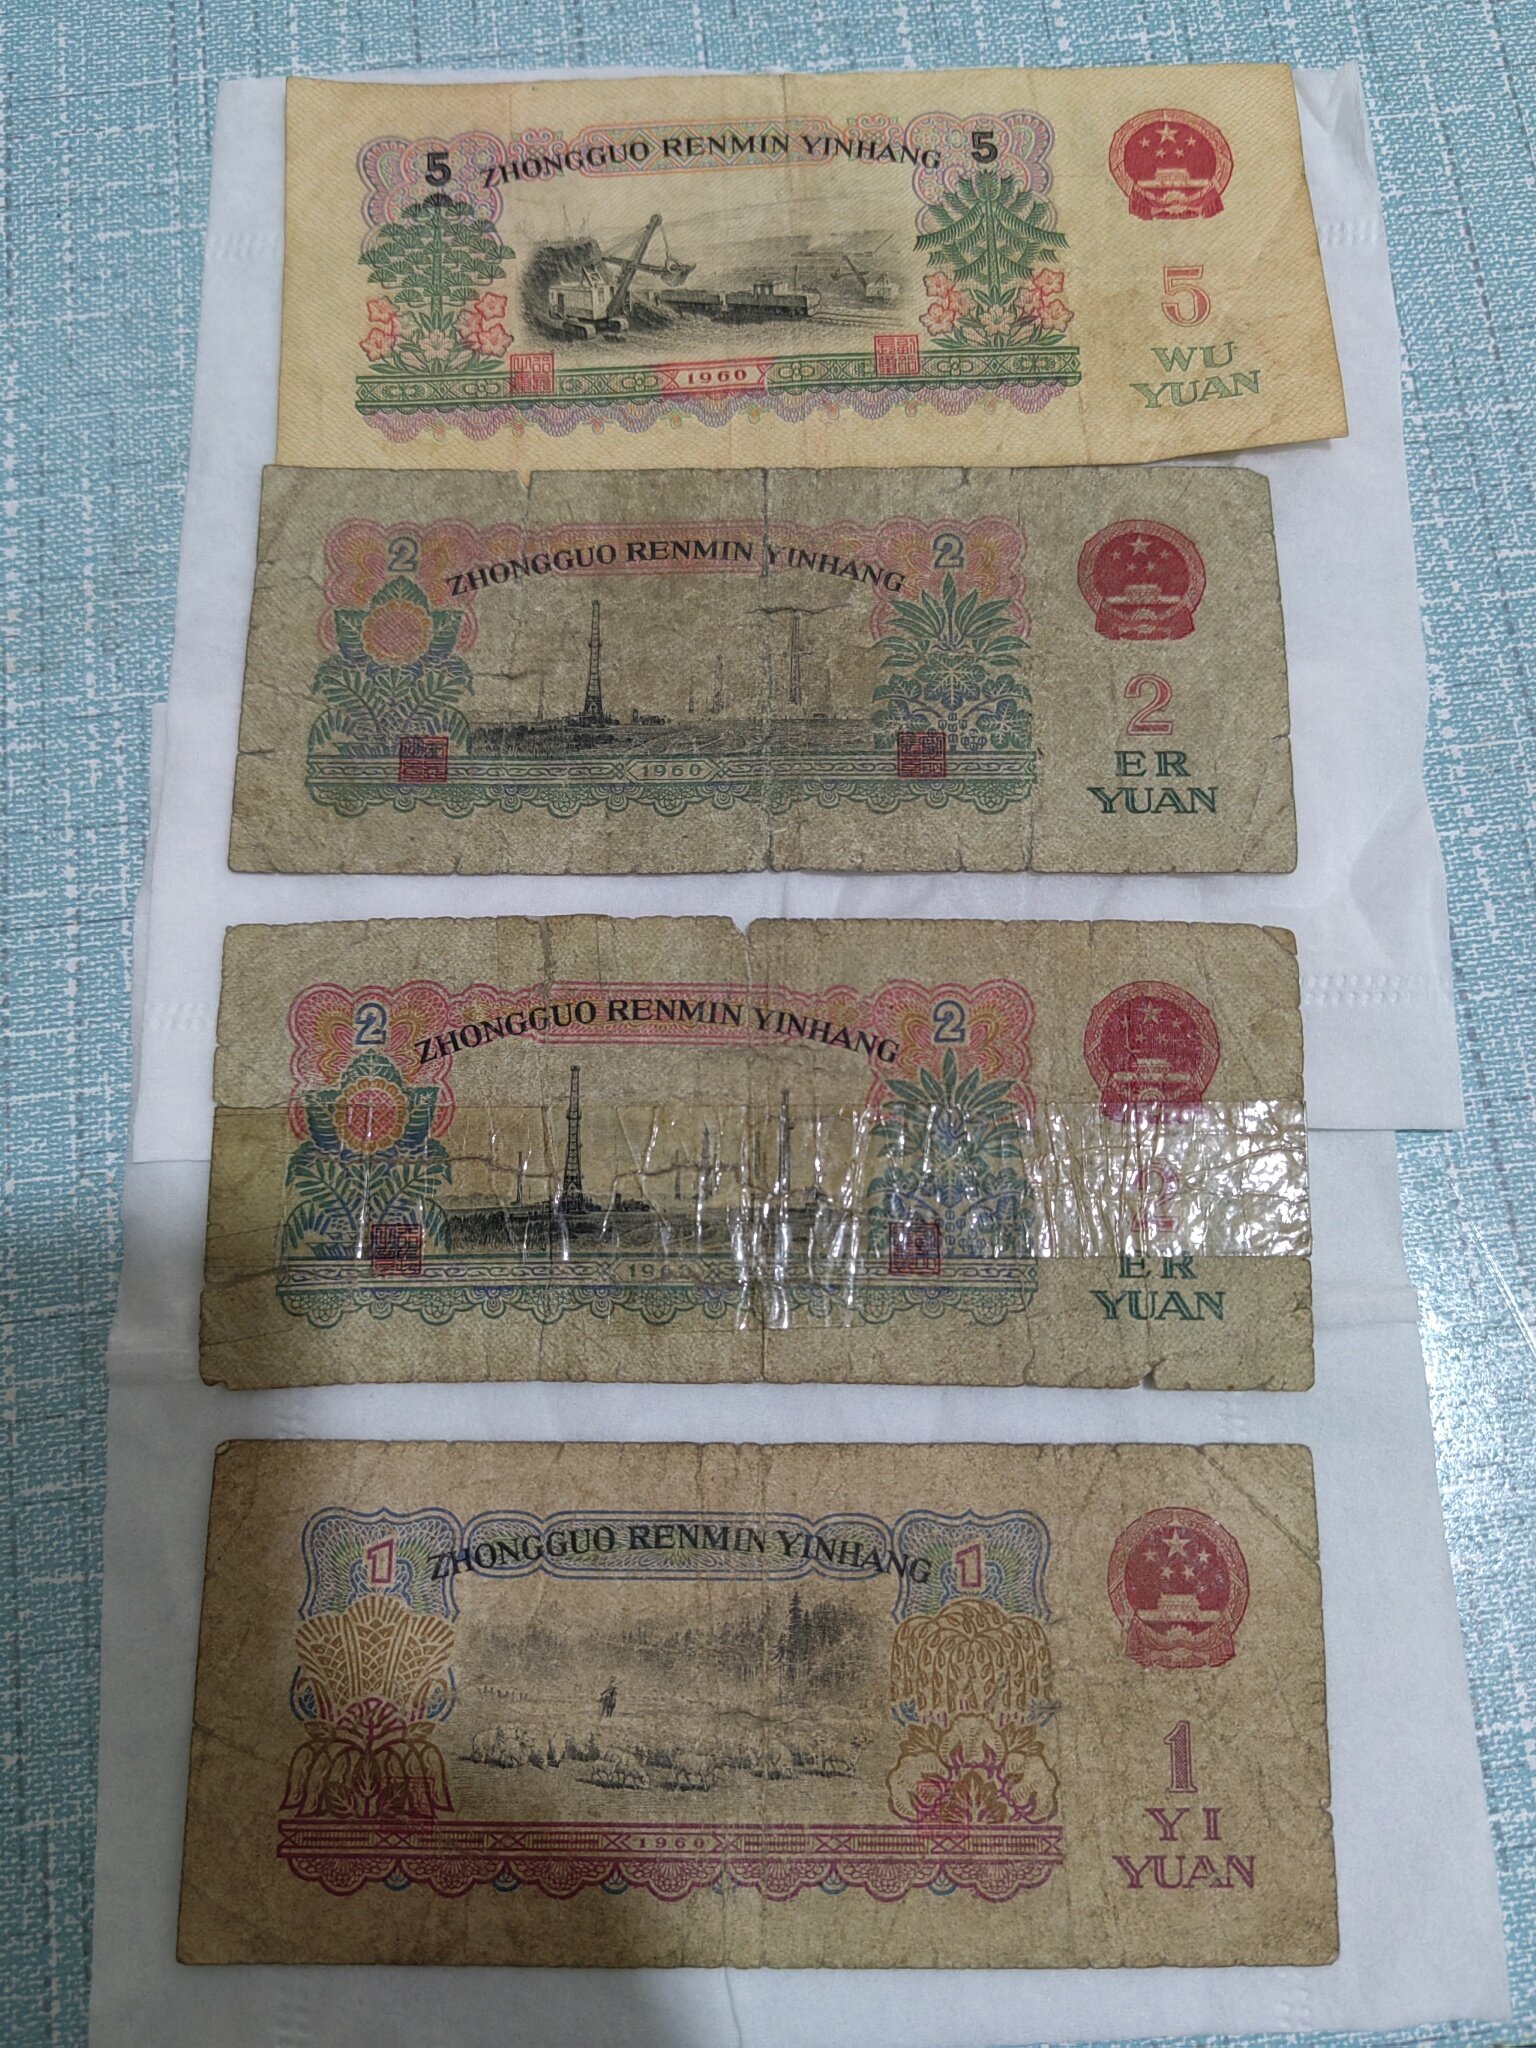 5 ZHONGGUO RENMIN YINHANG 5
5
WU
YUAN
1960
2 ZHONGGUO RENMIN YINHANG 2
2
ER
YUAN
1960
2 ZHONGGUO RENMIN YINHANG 2
2
ER
YUAN
1 ZHONGGUO RENMIN YINHANG 1
1
YI
YUAN
1960